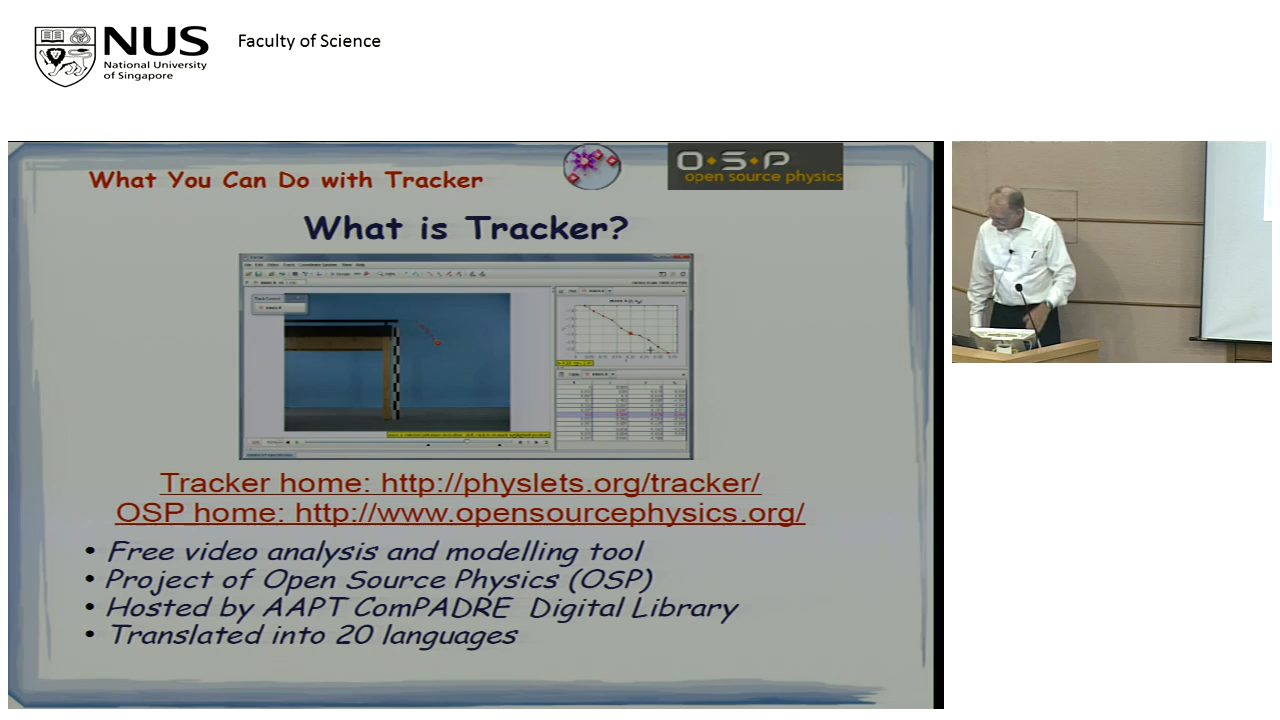 NUS
National University
of Singapore
Faculty of Science
What You Can Do with Tracker
O·S·P
open source physics
What is Tracker?
Tracker home: http://physlets.org/tracker/
OSP home: http://www.opensourcephysics.org/
• Free video analysis and modelling tool
• Project of Open Source Physics (OSP)
• Hosted by AAPT ComPADRE Digital Library
• Translated into 20 languages